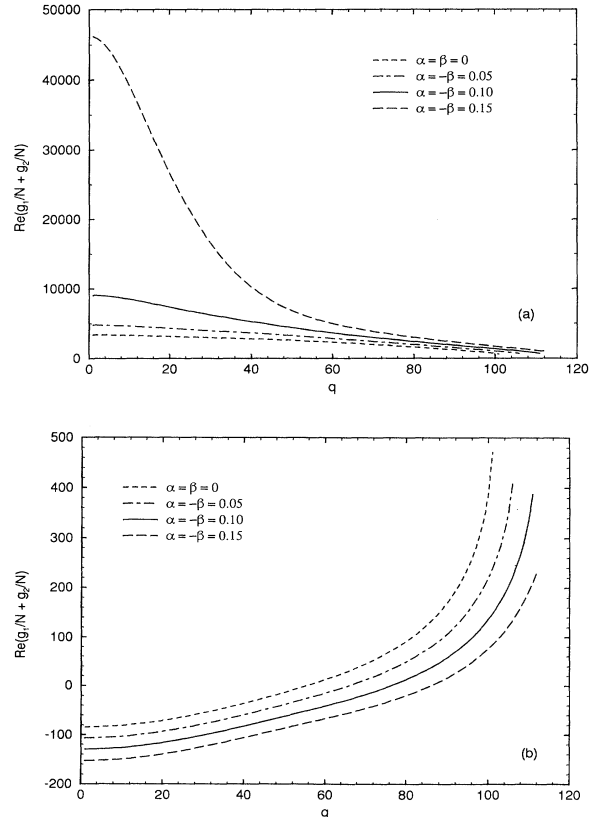 50000
40000
30000
20000
10000
0
Re(g₁/N + g₂/N)
α = β = 0
α = −β = 0.05
α = −β = 0.10
α = −β = 0.15
(a)
0 20 40 60 80 100 120
q
500
400
300
200
100
0
-100
-200
Re(g₁/N + g₂/N)
α = β = 0
α = −β = 0.05
α = −β = 0.10
α = −β = 0.15
(b)
0 20 40 60 80 100 120
q